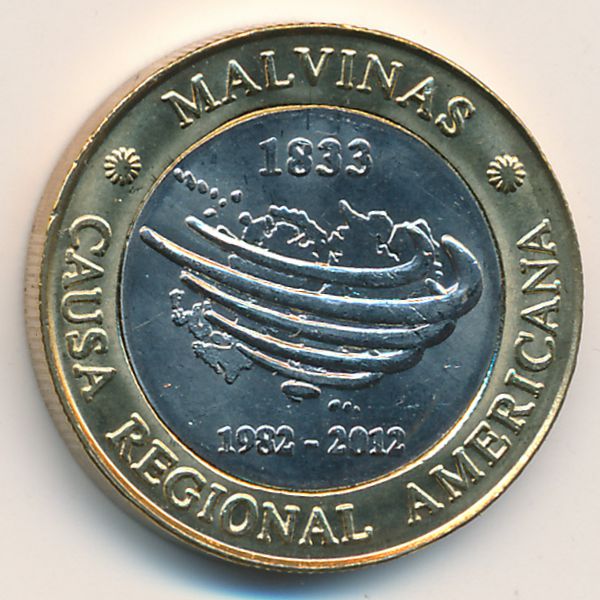 MALVINAS
1833
1982 - 2012
CAUSA REGIONAL AMERICANA